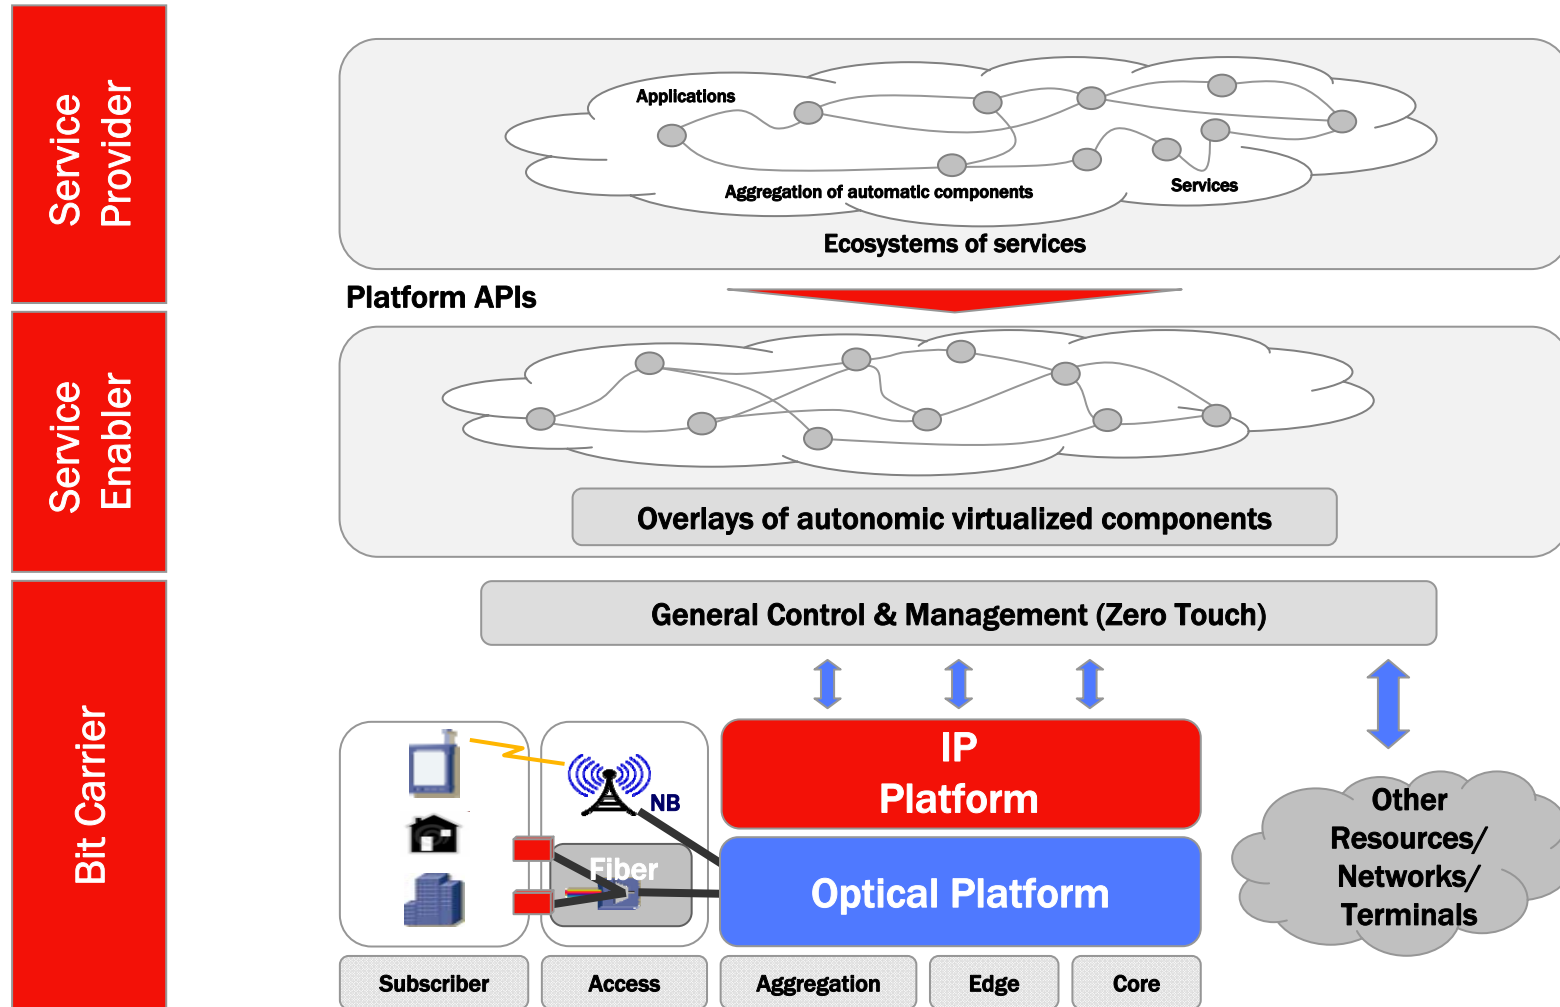 Service
Provider
Applications
Aggregation of automatic components
Services
Ecosystems of services
Platform APIs
Service
Enabler
Overlays of autonomic virtualized components
General Control & Management (Zero Touch)
Bit Carrier
NB
Fiber
IP
Platform
Optical Platform
Other
Resources/
Networks/
Terminals
Subscriber
Access
Aggregation
Edge
Core